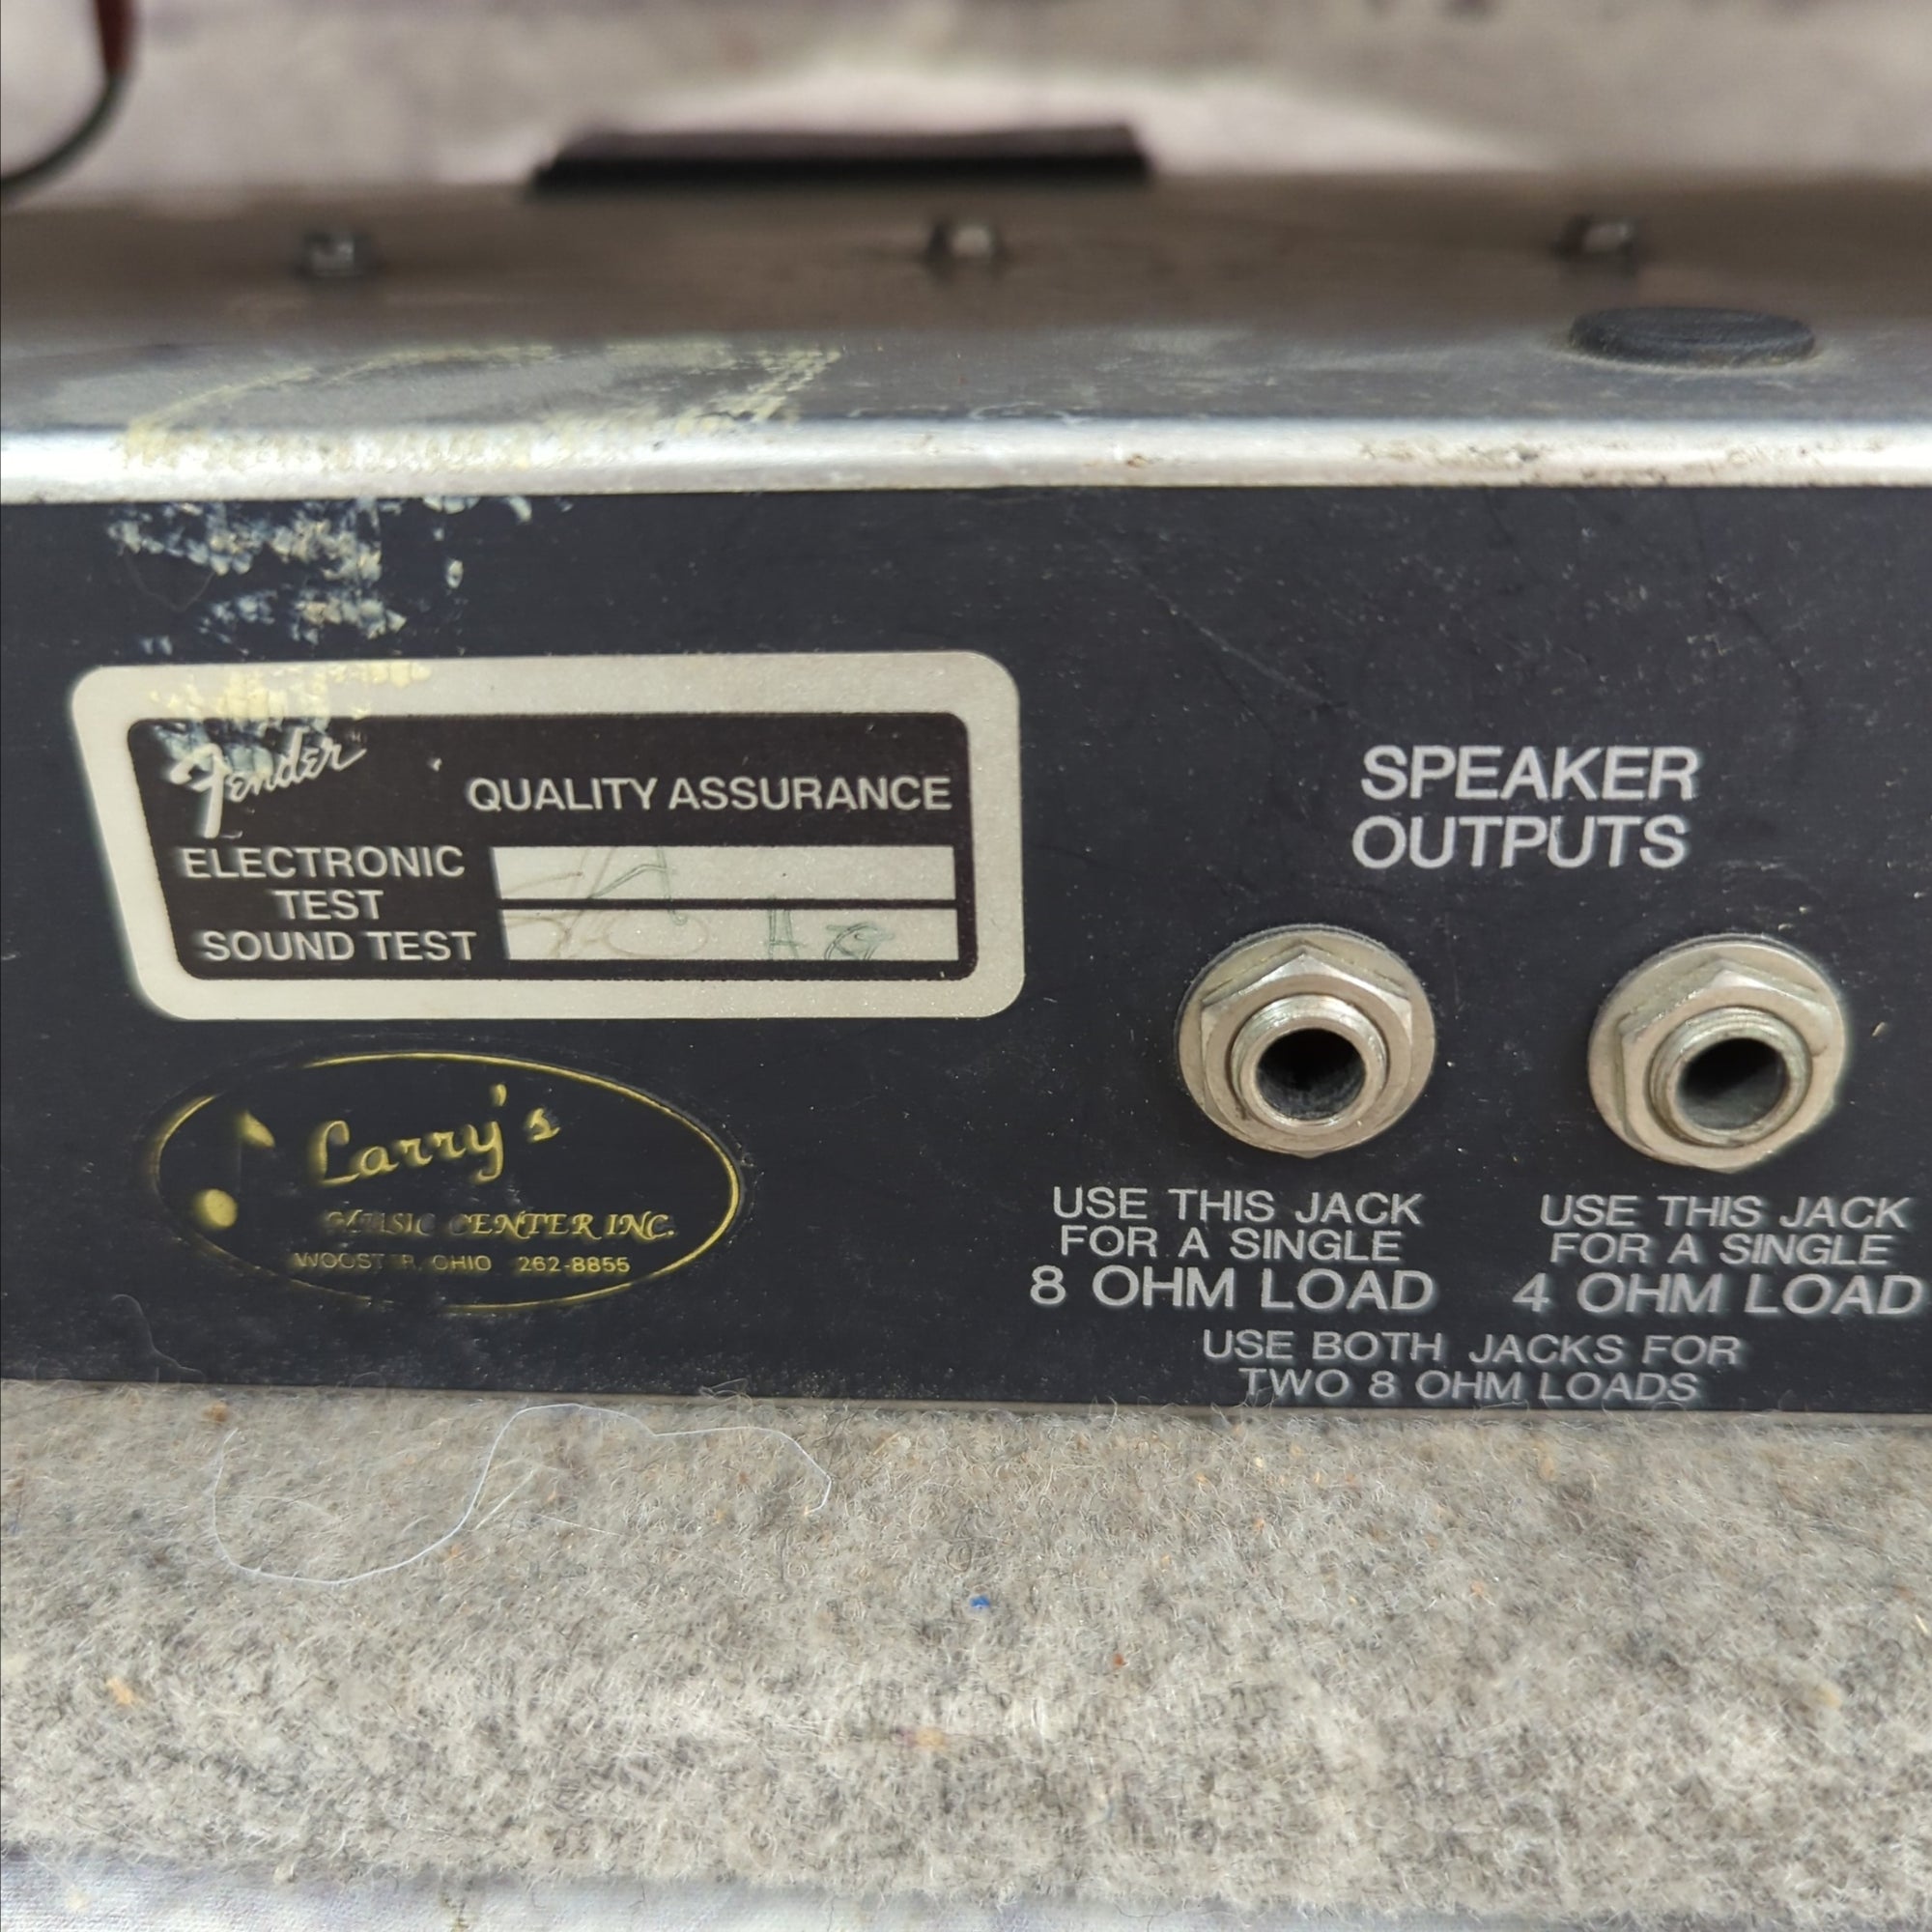 Fender
QUALITY ASSURANCE
ELECTRONIC
TEST
SOUND TEST
Larry's
MUSIC CENTER INC.
WOOSTER, OHIO 262-8855
SPEAKER
OUTPUTS
USE THIS JACK
FOR A SINGLE
8 OHM LOAD
USE THIS JACK
FOR A SINGLE
4 OHM LOAD
USE BOTH JACKS FOR
TWO 8 OHM LOADS